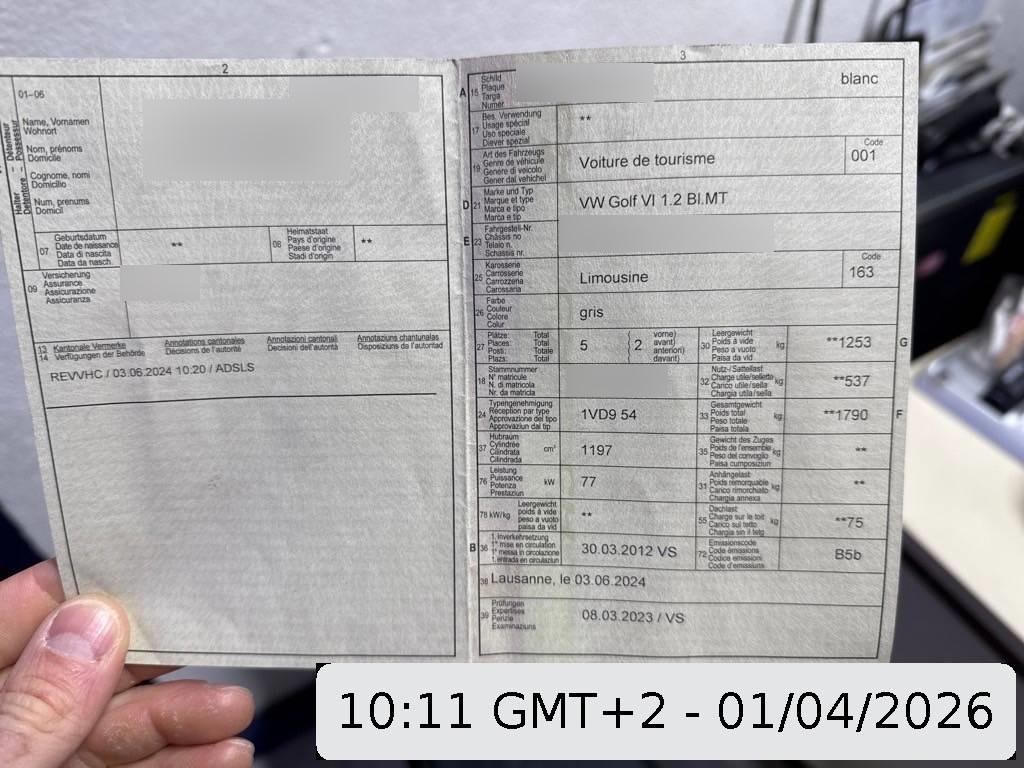 2
01–06
Name, Vornamen
Wohnort
Nom, prénoms
Domicile
Cognome, nomi
Domicilio
Num, prenums
Domicil
Halter – Détenteur
Detentore – Possessur
07
Geburtsdatum
Date de naissance
Data di nascita
Data da nasch.
**
08
Heimatstaat
Pays d'origine
Paese d'origine
Stadi d'origin
**
09
Versicherung
Assurance
Assicurazione
Assicuranza
13 Kantonale Vermerke Annotations cantonales Annotazioni cantonali Annotaziuns chantunalas
14 Verfügungen der Behörde Décisions de l'autorité Decisioni dell'autorità Disposiziuns da l'autoritad
REVVHC / 03.06.2024 10:20 / ADSLS
3
A 15
Schild
Plaque
Targa
Numer
blanc
17
Bes. Verwendung
Usage spécial
Uso speciale
Diever spezial
**
19
Art des Fahrzeugs
Genre de véhicule
Genere di veicolo
Gener dal vehichel
Voiture de tourisme
Code
001
D 21
Marke und Typ
Marque et type
Marca e tipo
Marca e tip
VW Golf VI 1.2 Bl.MT
E 23
Fahrgestell-Nr.
Châssis no
Telaio n.
Schassis nr.
25
Karosserie
Carrosserie
Carrozzeria
Carossaria
Limousine
Code
163
26
Farbe
Couleur
Colore
Calur
gris
27
Plätze: Total
Places: Total
Posti: Totale
Plazs: Total
5
2
vorne)
avant)
anteriori)
davant)
30
Leergewicht
Poids à vide
Peso a vuoto
Paisa da vid
kg
**1253
G
18
Stammnummer
N° matricule
N. di matricola
Nr. da matricla
32
Nutz-/Sattellast
Charge utile/sellette
Carico utile/sella
Chargia utila/sella
kg
**537
24
Typengenehmigung
Réception par type
Approvazione del tipo
Approvaziun dal tip
1VD9 54
33
Gesamtgewicht
Poids total
Peso totale
Paisa totala
kg
**1790
F
37
Hubraum
Cylindrée
Cilindrata
Cilindrada
cm³
1197
35
Gewicht des Zuges
Poids de l'ensemble
Peso del convoglio
Paisa cumposiziun
kg
**
76
Leistung
Puissance
Potenza
Prestaziun
kW
77
31
Anhängelast
Poids remorquable
Carico rimorchiato
Chargia annexa
kg
**
78 kW/kg
Leergewicht
poids à vide
peso a vuoto
paisa da vid
**
55
Dachlast
Charge sur le toit
Carico sul tetto
Chargia sin il tetg
kg
**75
B 36
1. Inverkehrsetzung
1re mise en circulation
1a messa in circolazione
1. entrada en circulaziun
30.03.2012 VS
72
Emissionscode
Code émissions
Codice emissioni
Code d'emissiuns
B5b
38 Lausanne, le 03.06.2024
39
Prüfungen
Expertises
Perizie
Examinaziuns
08.03.2023 / VS
10:11 GMT+2 - 01/04/2026